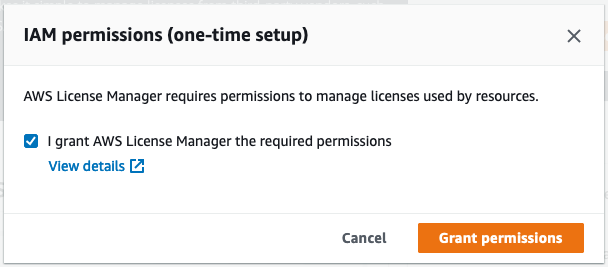 IAM permissions (one-time setup)
AWS License Manager requires permissions to manage licenses used by resources.
I grant AWS License Manager the required permissions
View details
Cancel
Grant permissions